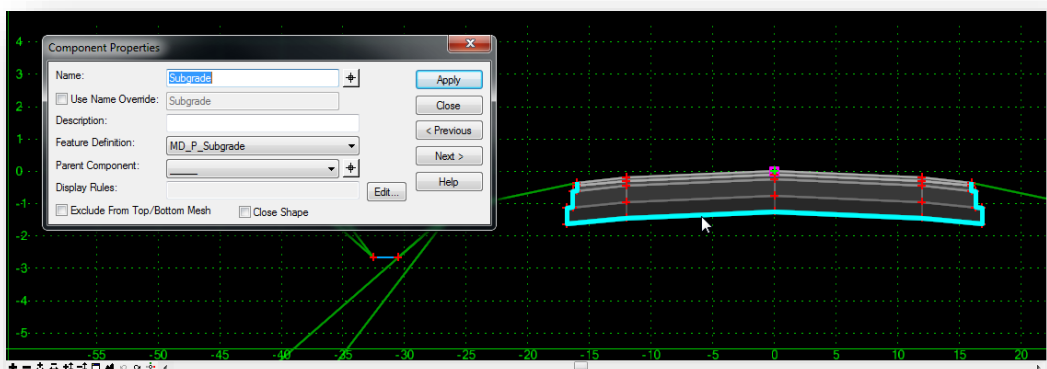 Component Properties
Name: Subgrade
Apply
Use Name Override: Subgrade
Close
Description:
< Previous
Feature Definition: MD_P_Subgrade
Next >
Parent Component: _____
Help
Display Rules: Edit...
Exclude From Top/Bottom Mesh Close Shape
4
3
2
1
0
-1
-2
-3
-4
-5
-55 -50 -45 -40 -35 -30 -25 -20 -15 -10 -5 0 5 10 15 20